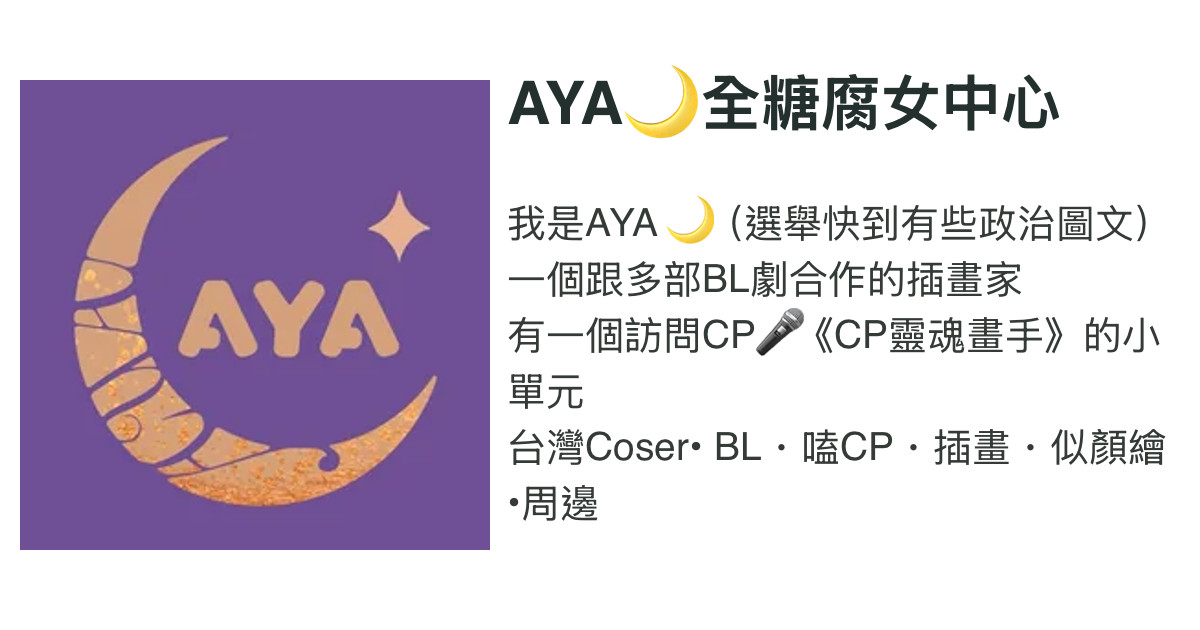 AYA
AYA🌙全糖腐女中心
我是AYA🌙（選舉快到有些政治圖文）
一個跟多部BL劇合作的插畫家
有一個訪問CP🎤《CP靈魂畫手》的小
單元
台灣Coser• BL．嗑CP．插畫．似顏繪
•周邊